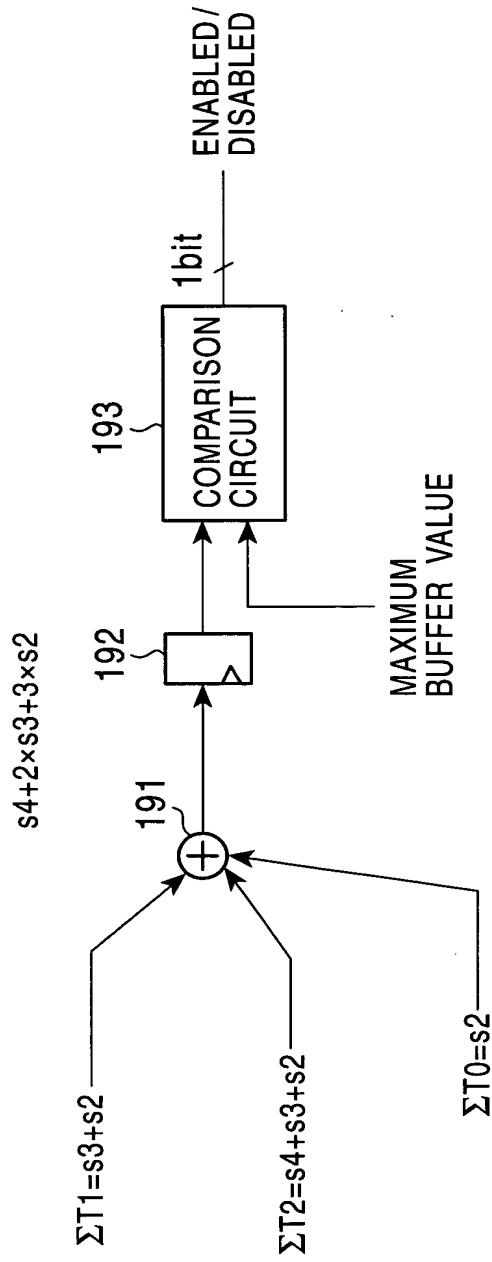 s4+2×s3+3×s2
ΣT1=s3+s2
ΣT2=s4+s3+s2
ΣT0=s2
191
192
193
COMPARISON
CIRCUIT
MAXIMUM
BUFFER VALUE
1bit
ENABLED/
DISABLED